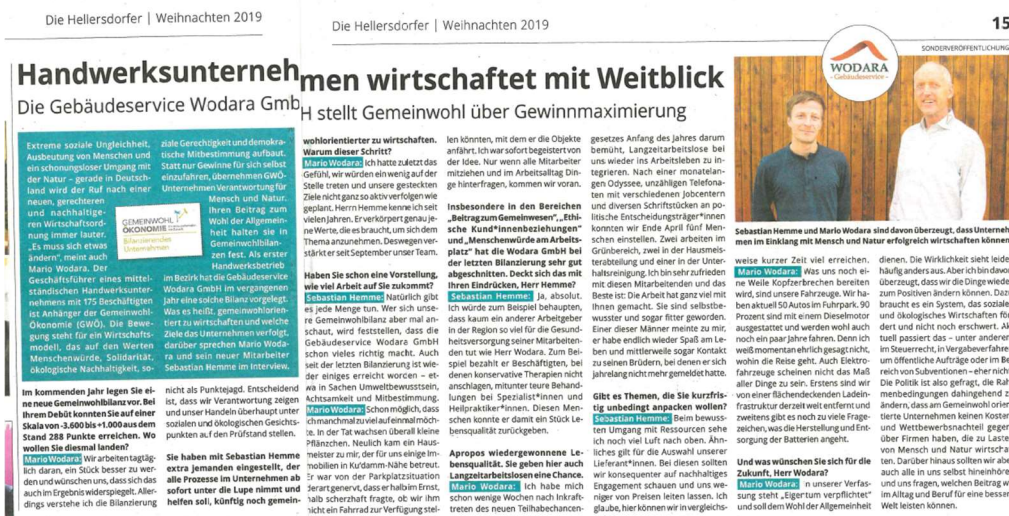 Die Hellersdorfer | Weihnachten 2019
Die Hellersdorfer | Weihnachten 2019
15
SONDERVERÖFFENTLICHUNG
Handwerksunternehmen wirtschaftet mit Weitblick
Die Gebäudeservice Wodara GmbH stellt Gemeinwohl über Gewinnmaximierung
WODARA
Gebäudeservice
Extreme soziale Ungleichheit,
Ausbeutung von Menschen und
ein schonungsloser Umgang mit
der Natur – gerade in Deutsch-
land wird der Ruf nach einer
neuen, gerechteren
und nachhaltige-
ren Wirtschaftsord-
nung immer lauter.
„Es muss sich etwas
ändern“, meint auch
Mario Wodara. Der
Geschäftsführer eines mittel-
ständischen Handwerksunter-
nehmens mit 175 Beschäftigten
ist Anhänger der Gemeinwohl-
Ökonomie (GWÖ). Die Bewe-
gung steht für ein Wirtschafts-
modell, das auf den Werten
Menschenwürde, Solidarität,
ökologische Nachhaltigkeit, so-
ziale Gerechtigkeit und demokra-
tische Mitbestimmung aufbaut.
Statt nur Gewinne für sich selbst
einzufahren, übernehmen GWÖ-
Unternehmen Verantwortung für
Mensch und Natur.
Ihren Beitrag zum
Wohl der Allgemein-
heit halten sie in
Gemeinwohlbilan-
zen fest. Als erster
Handwerksbetrieb
im Bezirk hat die Gebäudeservice
Wodara GmbH im vergangenen
Jahr eine solche Bilanz vorgelegt.
Was es heißt, gemeinwohlorien-
tiert zu wirtschaften und welche
Ziele das Unternehmen verfolgt,
darüber sprechen Mario Woda-
ra und sein neuer Mitarbeiter
Sebastian Hemme im Interview.
GEMEINWOHL
ÖKONOMIE
Bilanzierendes
Unternehmen
Im kommenden Jahr legen Sie ei-
ne neue Gemeinwohlbilanz vor. Bei
Ihrem Debüt konnten Sie auf einer
Skala von -3.600 bis +1.000 aus dem
Stand 288 Punkte erreichen. Wo
wollen Sie diesmal landen?
Mario Wodara: Wir arbeiten tagtäg-
lich daran, ein Stück besser zu wer-
den und wünschen uns, dass sich das
auch im Ergebnis widerspiegelt. Aller-
dings verstehe ich die Bilanzierung
nicht als Punktejagd. Entscheidend
ist, dass wir Verantwortung zeigen
und unser Handeln überhaupt unter
sozialen und ökologischen Gesichts-
punkten auf den Prüfstand stellen.
Sie haben mit Sebastian Hemme
extra jemanden eingestellt, der
alle Prozesse im Unternehmen ab
sofort unter die Lupe nimmt und
helfen soll, künftig noch gemein-
wohlorientierter zu wirtschaften.
Warum dieser Schritt?
Mario Wodara: Ich hatte zuletzt das
Gefühl, wir würden ein wenig auf der
Stelle treten und unsere gesteckten
Ziele nicht ganz so aktiv verfolgen wie
geplant. Herrn Hemme kenne ich seit
vielen Jahren. Er verkörpert genau je-
ne Werte, die es braucht, um sich dem
Thema anzunehmen. Deswegen ver-
stärkt er seit September unser Team.
Haben Sie schon eine Vorstellung,
wie viel Arbeit auf Sie zukommt?
Sebastian Hemme: Natürlich gibt
es jede Menge tun. Wer sich unse-
re Gemeinwohlbilanz aber mal an-
schaut, wird feststellen, dass die
Gebäudeservice Wodara GmbH
schon vieles richtig macht. Auch
seit der letzten Bilanzierung ist wie-
der einiges erreicht worden – et-
wa in Sachen Umweltbewusstsein,
Achtsamkeit und Mitbestimmung.
Mario Wodara: Schon möglich, dass
ich manchmal zu viel auf einmal möch-
te. In der Tat wachsen überall kleine
Pflänzchen. Neulich kam ein Haus-
meister zu mir, der für uns einige Im-
mobilien in Ku'damm-Nähe betreut.
Er war von der Parkplatzsituation
derart genervt, dass er halb im Ernst,
halb scherzhaft fragte, ob wir ihm
nicht ein Fahrrad zur Verfügung stel-
len könnten, mit dem er die Objekte
anfährt. Ich war sofort begeistert von
der Idee. Nur wenn alle Mitarbeiter
mitziehen und im Arbeitsalltag Din-
ge hinterfragen, kommen wir voran.
Insbesondere in den Bereichen
„Beitrag zum Gemeinwesen“, „Ethi-
sche Kund*innenbeziehungen“
und „Menschenwürde am Arbeits-
platz“ hat die Wodara GmbH bei
der letzten Bilanzierung sehr gut
abgeschnitten. Deckt sich das mit
Ihren Eindrücken, Herr Hemme?
Sebastian Hemme: Ja, absolut.
Ich würde zum Beispiel behaupten,
dass kaum ein anderer Arbeitgeber
in der Region so viel für die Gesund-
heitsversorgung seiner Mitarbeiten-
den tut wie Herr Wodara. Zum Bei-
spiel bezahlt er Beschäftigten, bei
denen konservative Therapien nicht
anschlagen, mitunter teure Behand-
lungen bei Spezialist*innen und
Heilpraktiker*innen. Diesen Men-
schen konnte er damit ein Stück Le-
bensqualität zurückgeben.
Apropos wiedergewonnene Le-
bensqualität. Sie geben hier auch
Langzeitarbeitslosen eine Chance.
Mario Wodara: Ich habe mich
schon wenige Wochen nach Inkraft-
treten des neuen Teilhabechancen-
gesetzes Anfang des Jahres darum
bemüht, Langzeitarbeitslose bei
uns wieder ins Arbeitsleben zu in-
tegrieren. Nach einer monatelan-
gen Odyssee, unzähligen Telefona-
ten mit verschiedenen Jobcentern
und diversen Schriftstücken an po-
litische Entscheidungsträger*innen
konnten wir Ende April fünf Men-
schen einstellen. Zwei arbeiten im
Grünbereich, zwei in der Hausmeis-
terabteilung und einer in der Unter-
haltsreinigung. Ich bin sehr zufrieden
mit diesen Mitarbeitenden und das
Beste ist: Die Arbeit hat ganz viel mit
Ihnen gemacht. Sie sind selbstbe-
wusster und sogar fitter geworden.
Einer dieser Männer meinte zu mir,
er habe endlich wieder Spaß am Le-
ben und mittlerweile sogar Kontakt
zu seinen Brüdern, bei denen er sich
jahrelang nicht mehr gemeldet hatte.
Gibt es Themen, die Sie kurzfris-
tig unbedingt anpacken wollen?
Sebastian Hemme: Beim bewuss-
ten Umgang mit Ressourcen sehe
ich noch viel Luft nach oben. Ähn-
liches gilt für die Auswahl unserer
Lieferant*innen. Bei diesen sollten
wir konsequenter auf nachhaltiges
Engagement schauen und uns we-
niger von Preisen leiten lassen. Ich
glaube, hier können wir in vergleichs-
Sebastian Hemme und Mario Wodara sind davon überzeugt, dass Unterneh-
men im Einklang mit Mensch und Natur erfolgreich wirtschaften können
weise kurzer Zeit viel erreichen.
Mario Wodara: Was uns noch ei-
ne Weile Kopfzerbrechen bereiten
wird, sind unsere Fahrzeuge. Wir ha-
ben aktuell 50 Autos im Fuhrpark. 90
Prozent sind mit einem Dieselmotor
ausgestattet und werden wohl auch
noch ein paar Jahre fahren. Denn ich
weiß momentan ehrlich gesagt nicht,
wohin die Reise geht. Auch Elektro-
fahrzeuge scheinen nicht das Maß
aller Dinge zu sein. Erstens sind wir
von einer flächendeckenden Ladein-
frastruktur derzeit weit entfernt und
zweitens gibt es noch zu viele Frage-
zeichen, was die Herstellung und Ent-
sorgung der Batterien angeht.
Und was wünschen Sie sich für die
Zukunft, Herr Wodara?
Mario Wodara: In unserer Verfas-
sung steht „Eigentum verpflichtet“
und soll dem Wohl der Allgemeinheit
dienen. Die Wirklichkeit sieht leide
häufig anders aus. Aber ich bin davo
überzeugt, dass wir die Dinge wiede
zum Positiven ändern können. Daz
braucht es ein System, das soziale
und ökologisches Wirtschaften fö
dert und nicht noch erschwert. Ak
tuell passiert das – unter andere
im Steuerrecht, in Vergabeverfahre
um öffentliche Aufträge oder im Be
reich von Subventionen – eher nicht
Die Politik ist also gefragt, die Rah
menbedingungen dahingehend z
ändern, dass am Gemeinwohl orien
tierte Unternehmen keinen Koste
und Wettbewerbsnachteil gegen
über Firmen haben, die zu Laste
von Mensch und Natur wirtscha
ten. Darüber hinaus sollten wir abe
auch alle in uns selbst hineinhöre
und uns fragen, welchen Beitrag w
im Alltag und Beruf für eine besser
Welt leisten können.